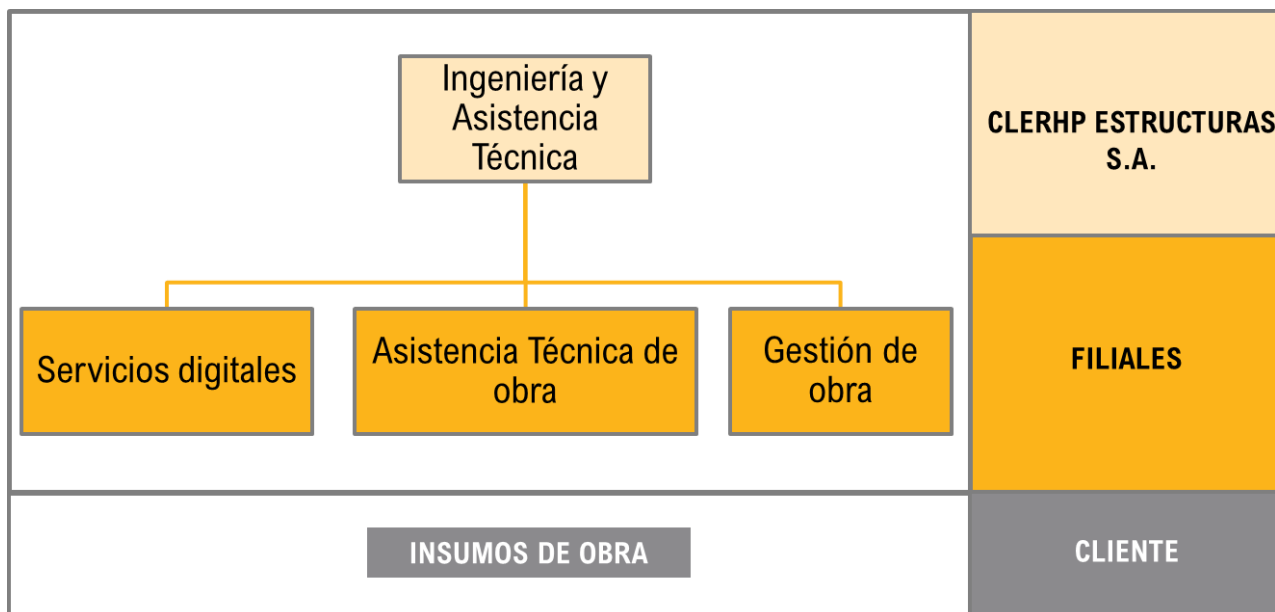 Ingeniería y
Asistencia
Técnica
CLERHP ESTRUCTURAS
S.A.
Servicios digitales
Asistencia Técnica de
obra
Gestión de
obra
FILIALES
INSUMOS DE OBRA
CLIENTE